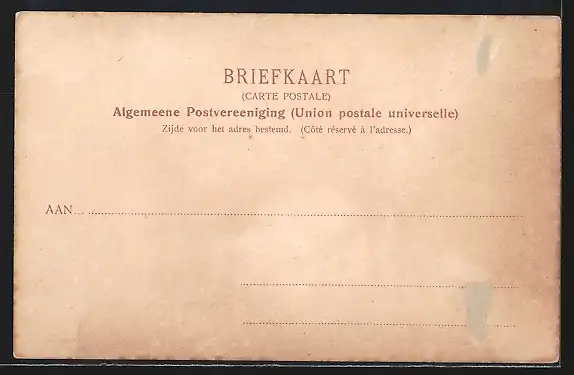 BRIEFKAART
(CARTE POSTALE)
Algemeene Postvereeniging (Union postale universelle)
Zijde voor het adres bestemd. (Côté réservé à l'adresse.)
AAN